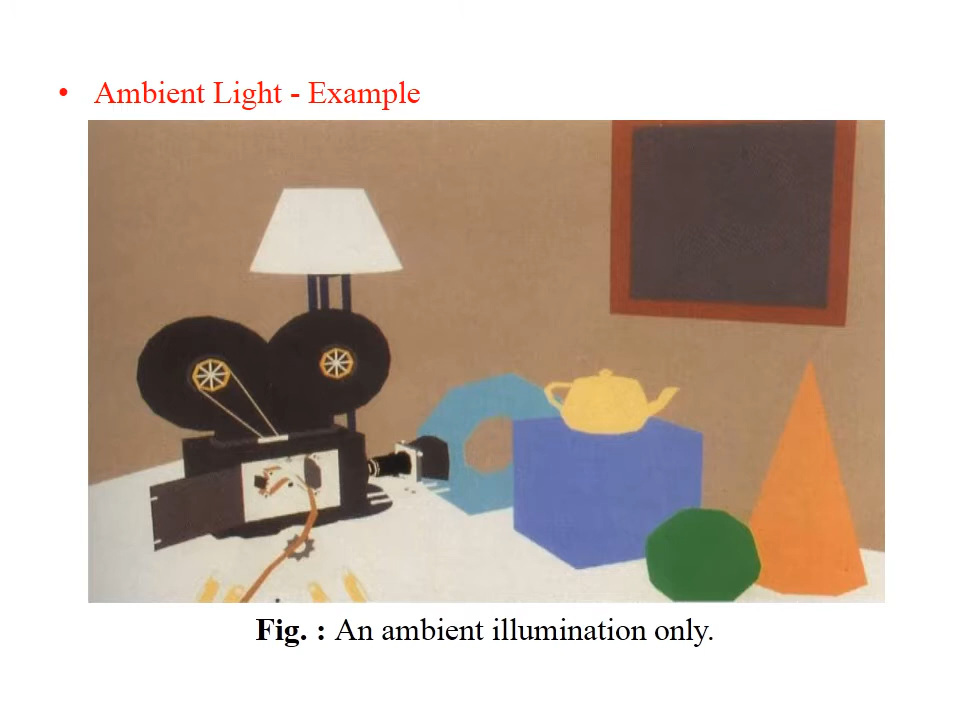 • Ambient Light - Example
Fig. : An ambient illumination only.